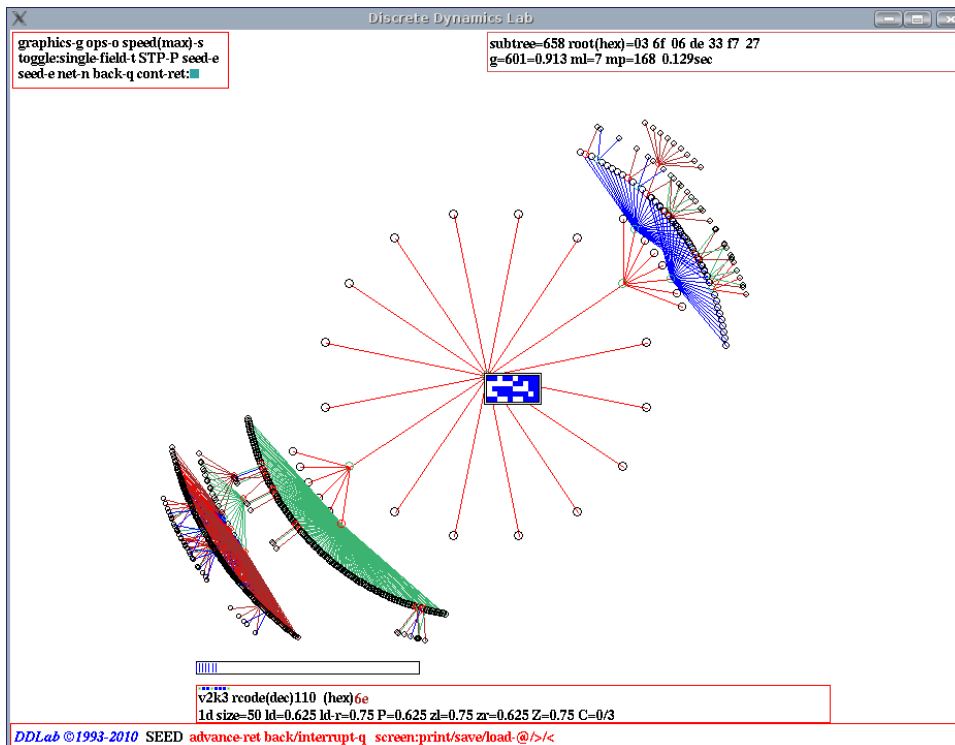 Discrete Dynamics Lab
graphics-g ops-o speed(max)-s
toggle:single-field-t STP-P seed-e
seed-e net-n back-q cont-ret:
subtree=658 root(hex)=03 6f 06 de 33 f7 27
g=601=0.913 ml=7 mp=168 0.129sec
v2k3 rcode(dec)110 (hex)6e
1d size=50 ld=0.625 ld-r=0.75 P=0.625 zl=0.75 zr=0.625 Z=0.75 C=0/3
DDLab ©1993-2010 SEED advance-ret back/interrupt-q screen:print/save/load-@/>/<